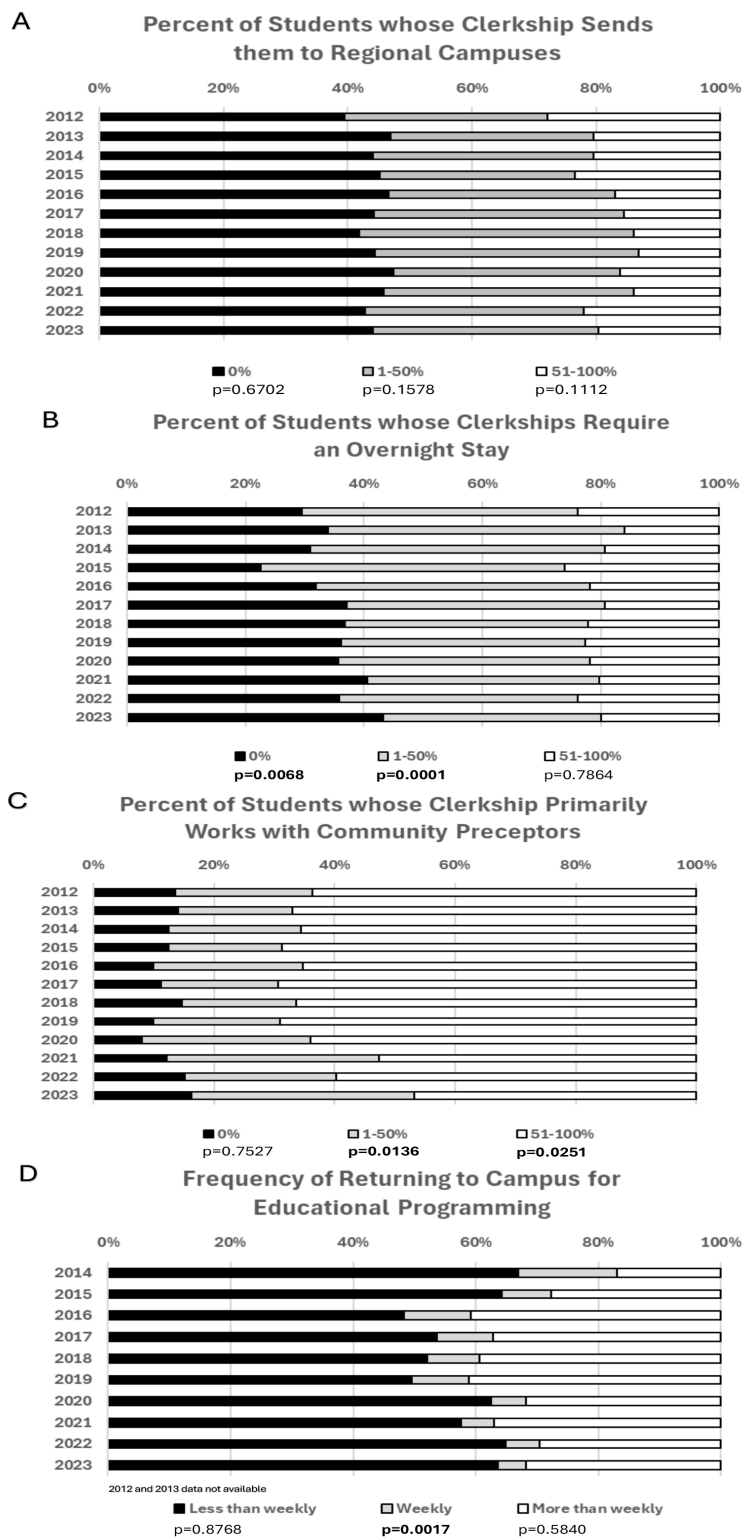 A
Percent of Students whose Clerkship Sends
them to Regional Campuses
0% 20% 40% 60% 80% 100%
2012
2013
2014
2015
2016
2017
2018
2019
2020
2021
2022
2023
0% 1-50% 51-100%
p=0.6702 p=0.1578 p=0.1112
B
Percent of Students whose Clerkships Require
an Overnight Stay
0% 20% 40% 60% 80% 100%
2012
2013
2014
2015
2016
2017
2018
2019
2020
2021
2022
2023
0% 1-50% 51-100%
p=0.0068 p=0.0001 p=0.7864
C
Percent of Students whose Clerkship Primarily
Works with Community Preceptors
0% 20% 40% 60% 80% 100%
2012
2013
2014
2015
2016
2017
2018
2019
2020
2021
2022
2023
0% 1-50% 51-100%
p=0.7527 p=0.0136 p=0.0251
D
Frequency of Returning to Campus for
Educational Programming
0% 20% 40% 60% 80% 100%
2014
2015
2016
2017
2018
2019
2020
2021
2022
2023
2012 and 2013 data not available
Less than weekly Weekly More than weekly
p=0.8768 p=0.0017 p=0.5840